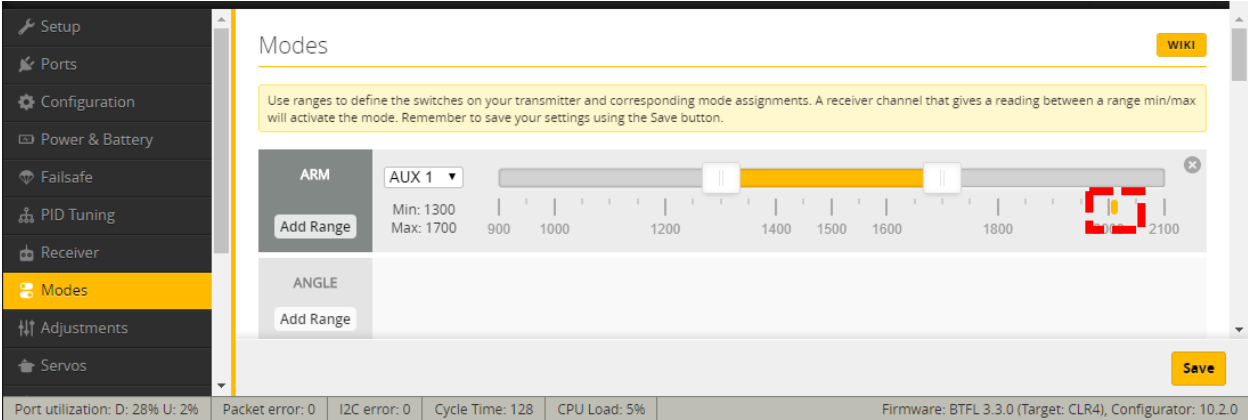 Setup
Ports
Configuration
Power & Battery
Failsafe
PID Tuning
Receiver
Modes
Adjustments
Servos
Modes
WIKI
Use ranges to define the switches on your transmitter and corresponding mode assignments. A receiver channel that gives a reading between a range min/max
will activate the mode. Remember to save your settings using the Save button.
ARM
Add Range
AUX 1
Min: 1300
Max: 1700
900 1000 1200 1400 1500 1600 1800 2000 2100
ANGLE
Add Range
Save
Port utilization: D: 28% U: 2% Packet error: 0 I2C error: 0 Cycle Time: 128 CPU Load: 5% Firmware: BTFL 3.3.0 (Target: CLR4), Configurator: 10.2.0